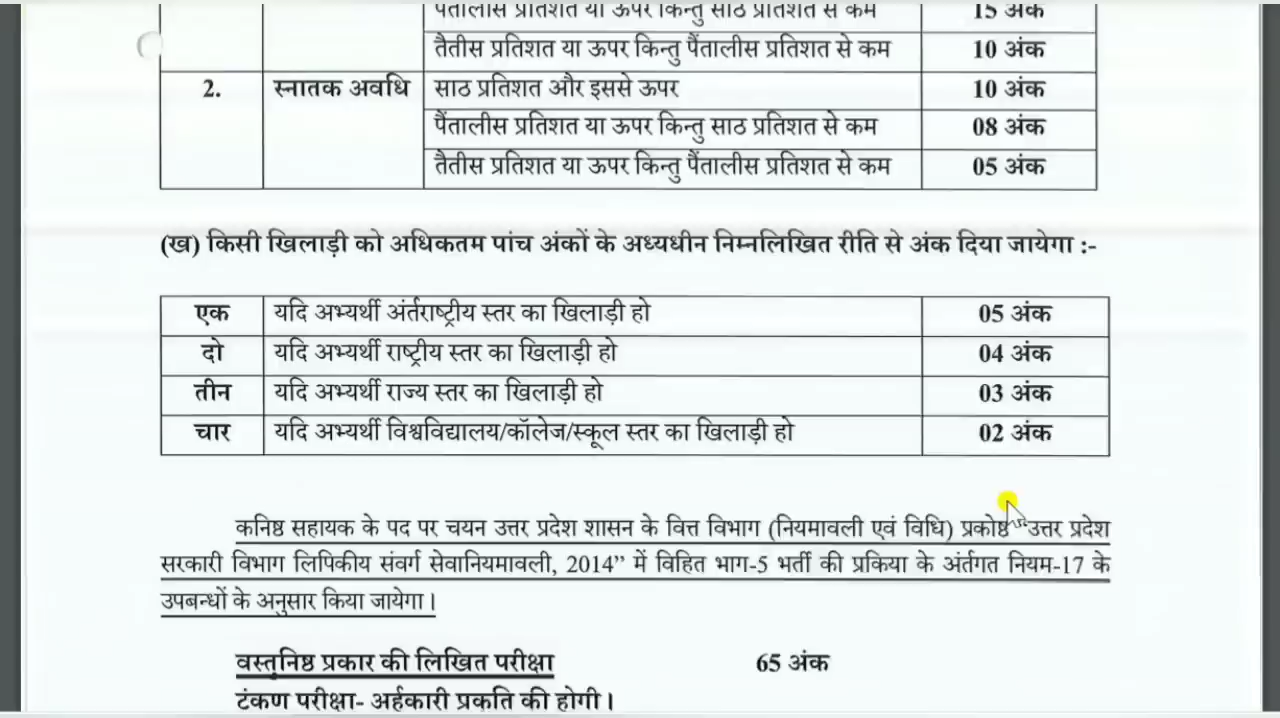 पैंतालीस प्रतिशत या ऊपर किन्तु साठ प्रतिशत से कम 15 अंक
तैतीस प्रतिशत या ऊपर किन्तु पैंतालीस प्रतिशत से कम 10 अंक
2. स्नातक अवधि साठ प्रतिशत और इससे ऊपर 10 अंक
पैंतालीस प्रतिशत या ऊपर किन्तु साठ प्रतिशत से कम 08 अंक
तैतीस प्रतिशत या ऊपर किन्तु पैंतालीस प्रतिशत से कम 05 अंक
(ख) किसी खिलाड़ी को अधिकतम पांच अंकों के अध्यधीन निम्नलिखित रीति से अंक दिया जायेगा :-
एक यदि अभ्यर्थी अंर्तराष्ट्रीय स्तर का खिलाड़ी हो 05 अंक
दो यदि अभ्यर्थी राष्ट्रीय स्तर का खिलाड़ी हो 04 अंक
तीन यदि अभ्यर्थी राज्य स्तर का खिलाड़ी हो 03 अंक
चार यदि अभ्यर्थी विश्वविद्यालय/कॉलेज/स्कूल स्तर का खिलाड़ी हो 02 अंक
कनिष्ठ सहायक के पद पर चयन उत्तर प्रदेश शासन के वित्त विभाग (नियमावली एवं विधि) प्रकोष्ठ "उत्तर प्रदेश
सरकारी विभाग लिपिकीय संवर्ग सेवानियमावली, 2014” में विहित भाग-5 भर्ती की प्रकिया के अंर्तगत नियम-17 के
उपबन्धों के अनुसार किया जायेगा।
वस्तुनिष्ठ प्रकार की लिखित परीक्षा 65 अंक
टंकण परीक्षा- अर्हकारी प्रकति की होगी।